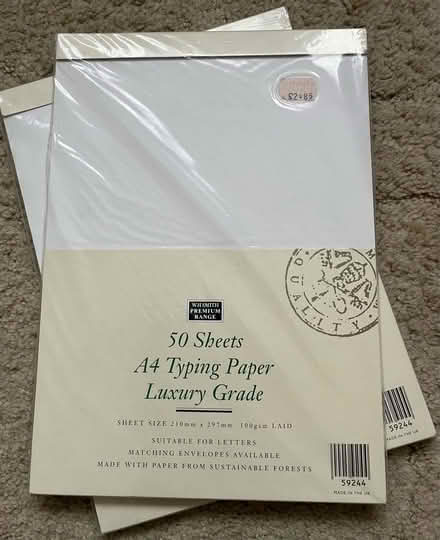 £2.89
QUALITY
WHSMITH
PREMIUM
RANGE
50 Sheets
A4 Typing Paper
Luxury Grade
SHEET SIZE 210mm x 297mm 100gsm LAID
SUITABLE FOR LETTERS
MATCHING ENVELOPES AVAILABLE
MADE WITH PAPER FROM SUSTAINABLE FORESTS
59244
MADE IN THE UK
59244
MADE IN THE UK